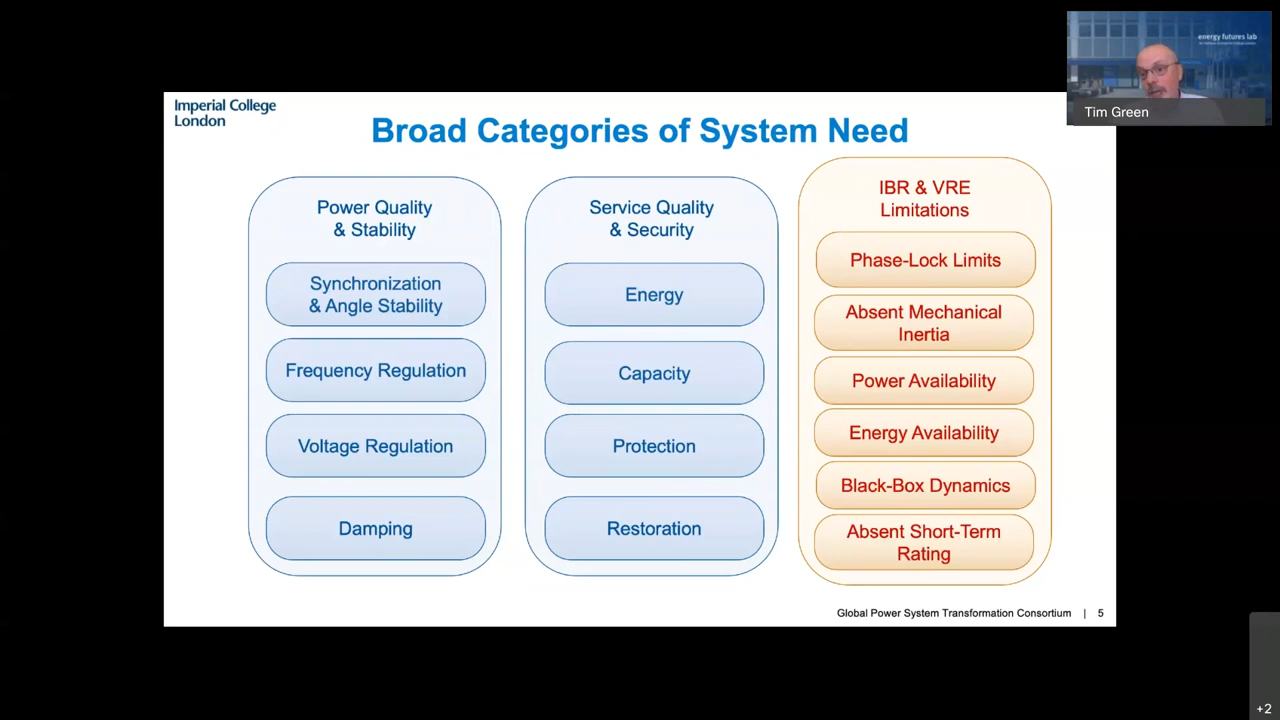 energy futures lab
Tim Green
Imperial College
London
Broad Categories of System Need
Power Quality
& Stability
Synchronization
& Angle Stability
Frequency Regulation
Voltage Regulation
Damping
Service Quality
& Security
Energy
Capacity
Protection
Restoration
IBR & VRE
Limitations
Phase-Lock Limits
Absent Mechanical
Inertia
Power Availability
Energy Availability
Black-Box Dynamics
Absent Short-Term
Rating
Global Power System Transformation Consortium | 5
+2